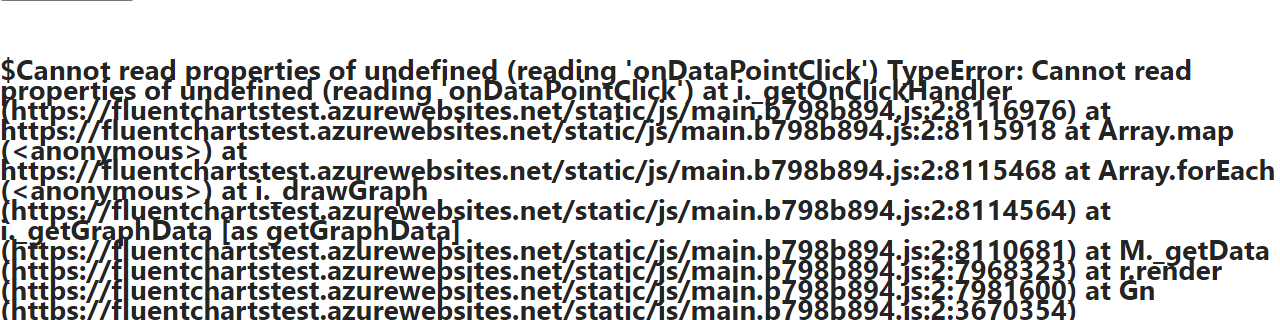 $Cannot read properties of undefined (reading 'onDataPointClick') TypeError: Cannot read
properties of undefined (reading 'onDataPointClick') at i._getOnClickHandler
(https://fluentchartstest.azurewebsites.net/static/js/main.b798b894.js:2:8116976) at
https://fluentchartstest.azurewebsites.net/static/js/main.b798b894.js:2:8115918 at Array.map
(<anonymous>) at
https://fluentchartstest.azurewebsites.net/static/js/main.b798b894.js:2:8115468 at Array.forEach
(<anonymous>) at i._drawGraph
(https://fluentchartstest.azurewebsites.net/static/js/main.b798b894.js:2:8114564) at
i._getGraphData [as getGraphData]
(https://fluentchartstest.azurewebsites.net/static/js/main.b798b894.js:2:8110681) at M._getData
(https://fluentchartstest.azurewebsites.net/static/js/main.b798b894.js:2:7968323) at r.render
(https://fluentchartstest.azurewebsites.net/static/js/main.b798b894.js:2:7981600) at Gn
(https://fluentchartstest.azurewebsites.net/static/js/main.b798b894.js:2:3670354)